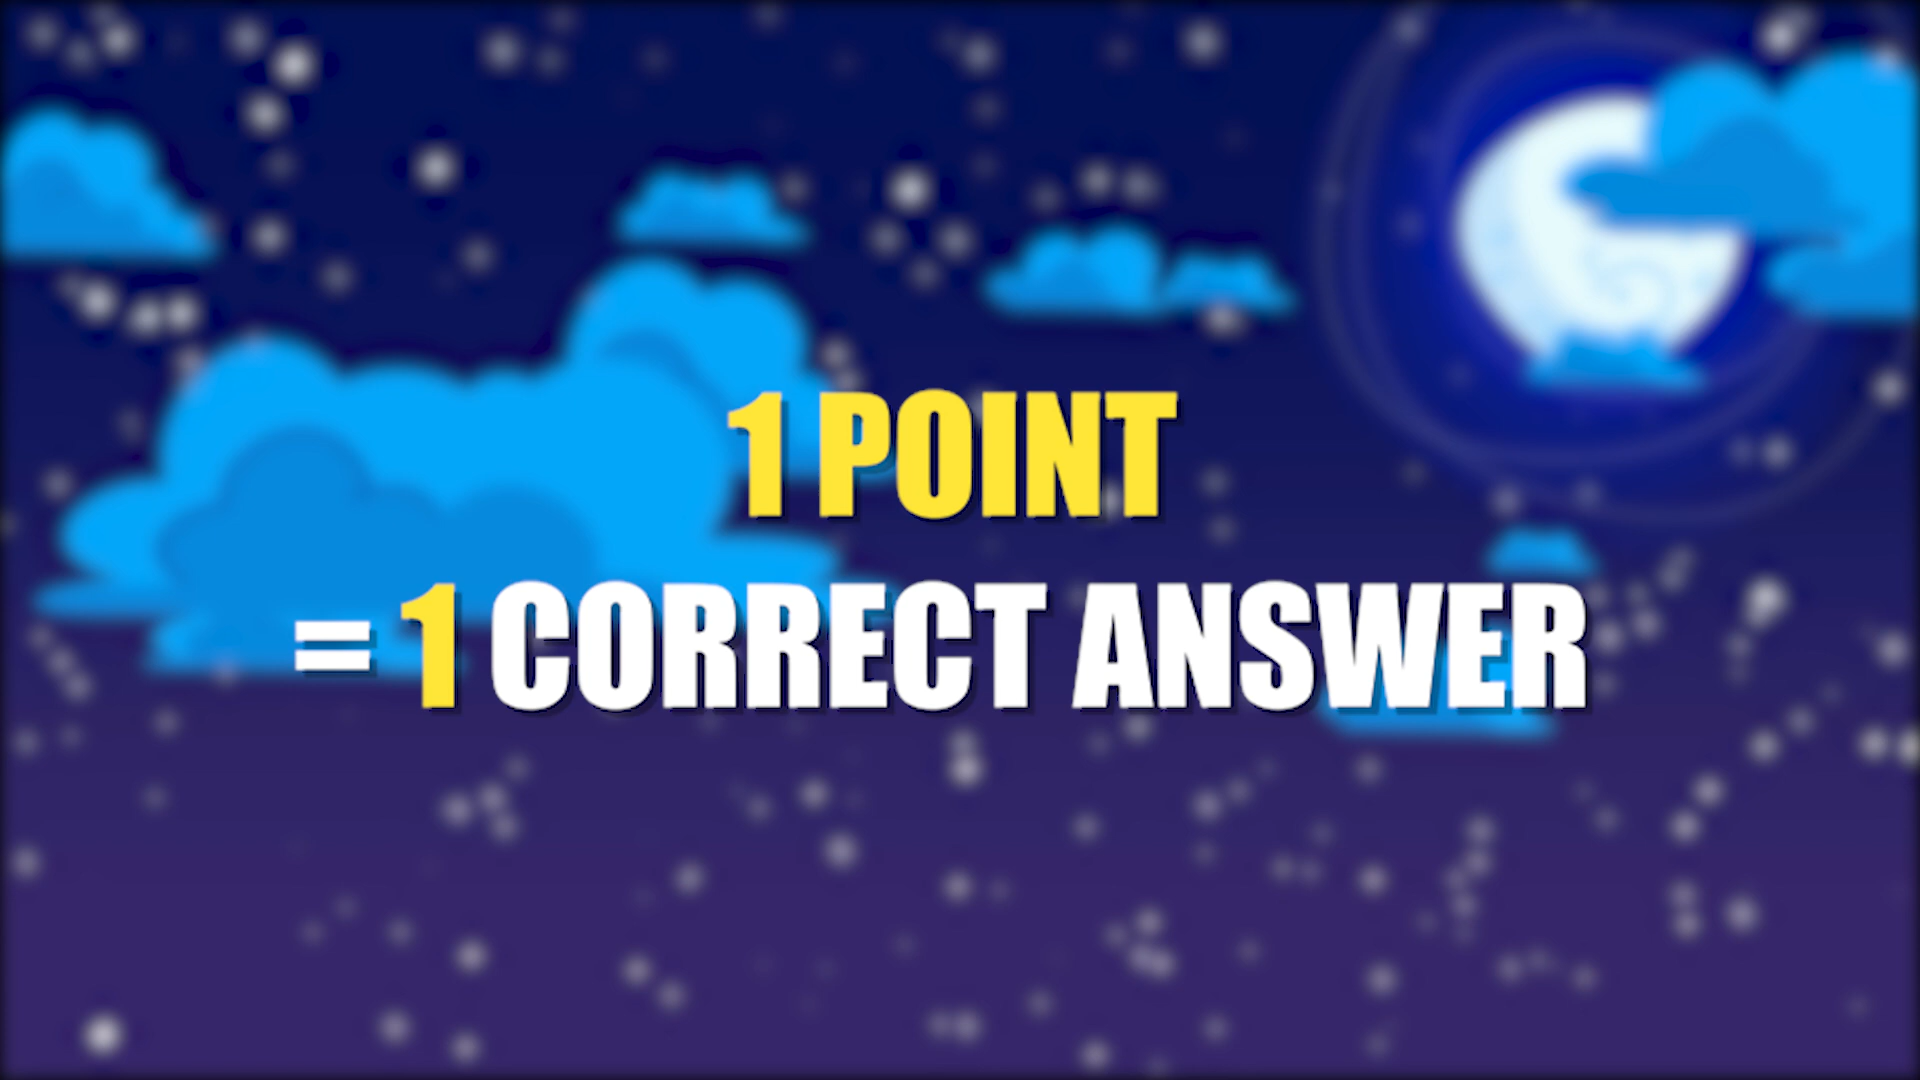 1 POINT
= 1 CORRECT ANSWER